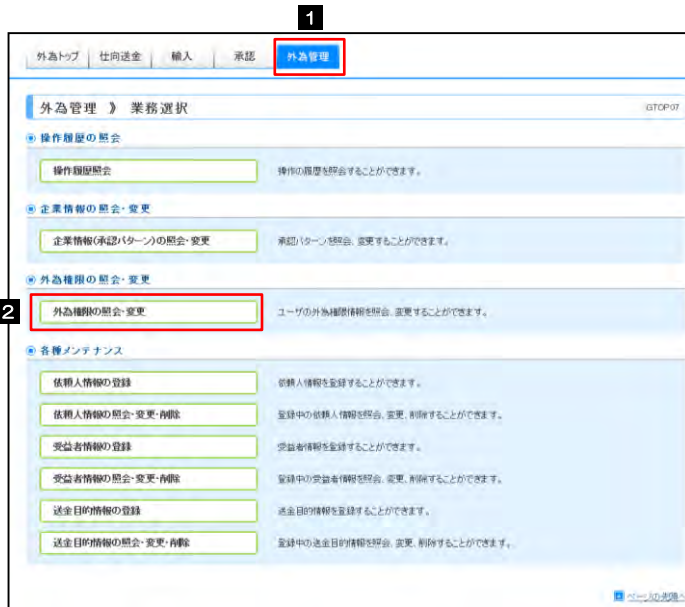 1
外為トップ 仕向送金 輸入 承認 外為管理
外為管理 》 業務選択 GTOP07
操作履歴の照会
操作履歴照会 操作の履歴を照会することができます。
企業情報の照会・変更
企業情報(承認パターン)の照会・変更 承認パターンを照会、変更することができます。
外為権限の照会・変更
2 外為権限の照会・変更 ユーザの外為権限情報を照会、変更することができます。
各種メンテナンス
依頼人情報の登録 依頼人情報を登録することができます。
依頼人情報の照会・変更・削除 登録中の依頼人情報を照会、変更、削除することができます。
受益者情報の登録 受益者情報を登録することができます。
受益者情報の照会・変更・削除 登録中の受益者情報を照会、変更、削除することができます。
送金目的情報の登録 送金目的情報を登録することができます。
送金目的情報の照会・変更・削除 登録中の送金目的情報を照会、変更、削除することができます。
ページの先頭へ